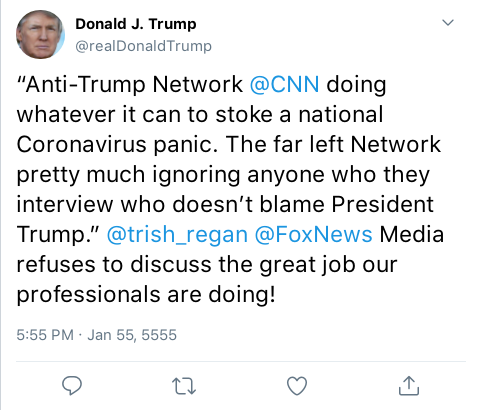 Donald J. Trump
@realDonaldTrump
“Anti-Trump Network @CNN doing
whatever it can to stoke a national
Coronavirus panic. The far left Network
pretty much ignoring anyone who they
interview who doesn’t blame President
Trump.” @trish_regan @FoxNews Media
refuses to discuss the great job our
professionals are doing!
5:55 PM · Jan 55, 5555